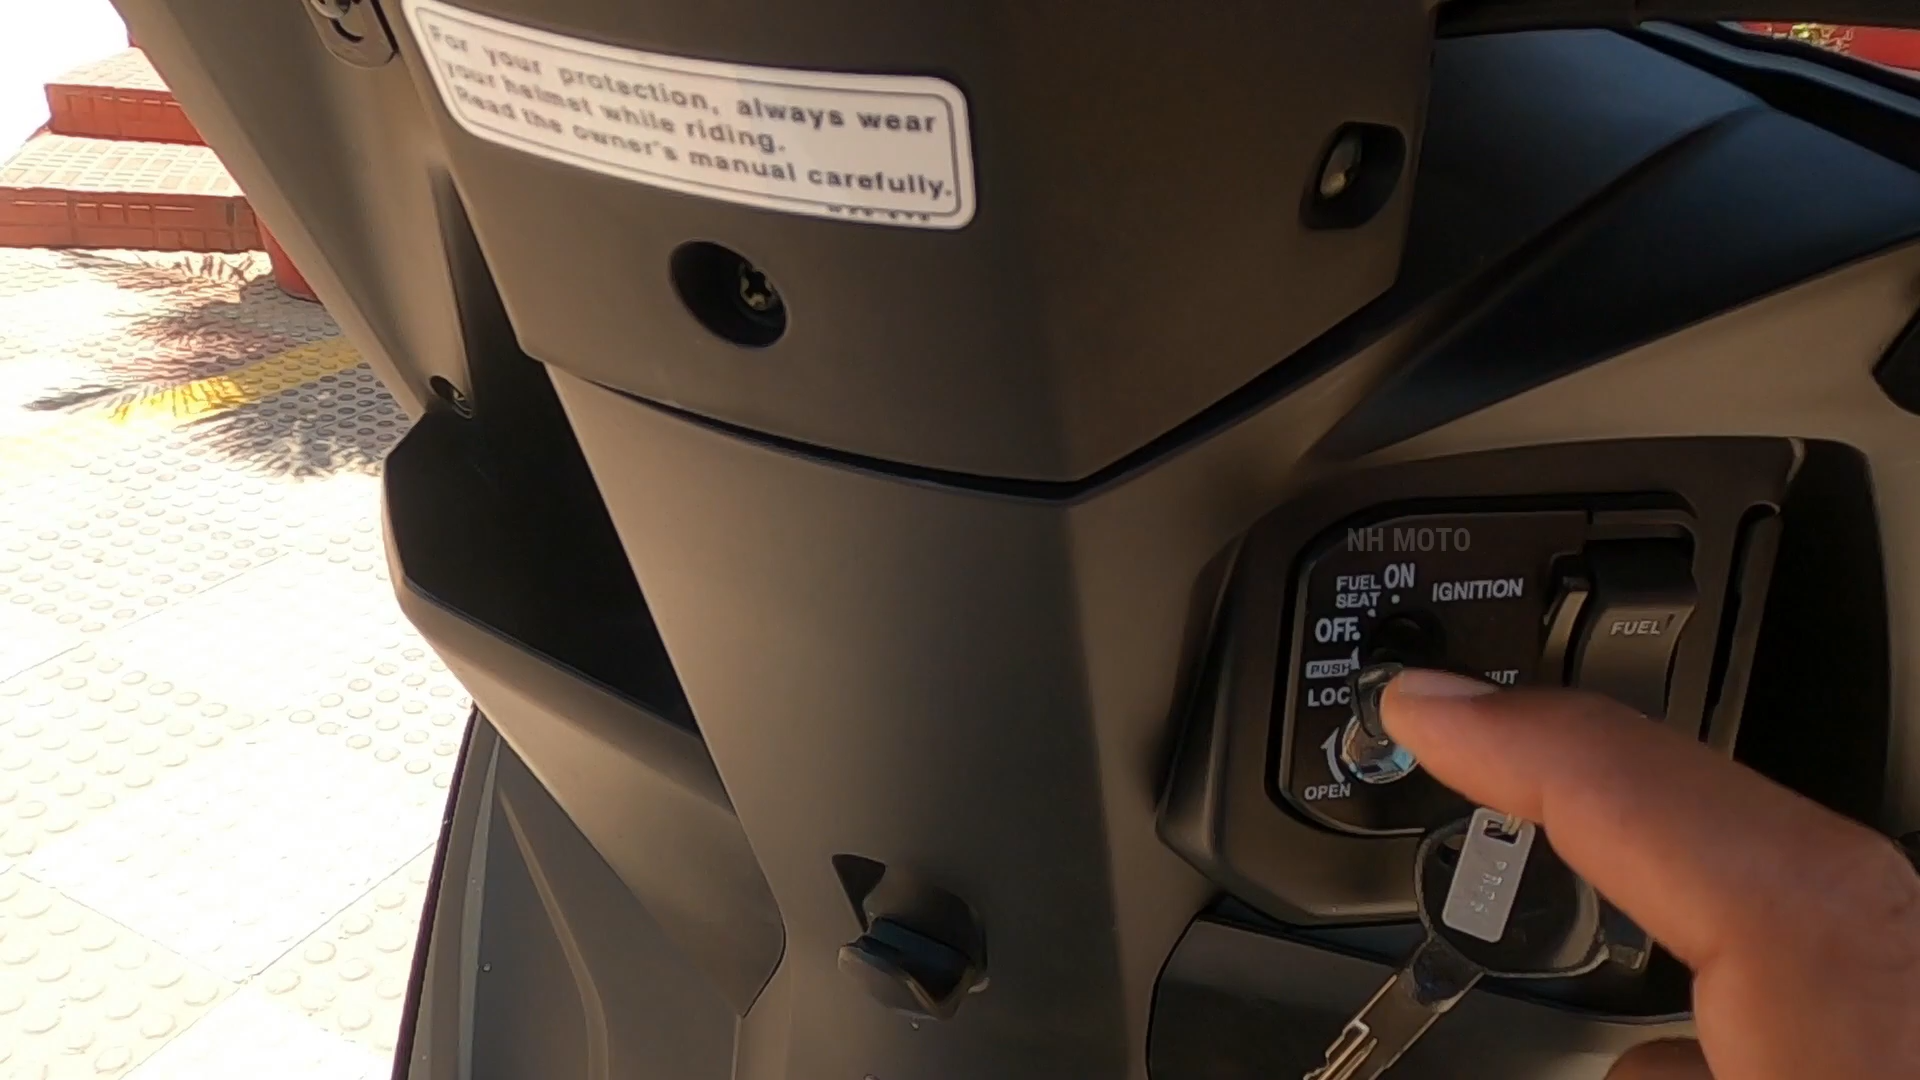 For your protection, always wear
your helmet while riding.
Read the owner's manual carefully.
NH MOTO
FUEL
SEAT
ON
IGNITION
OFF
PUSH
LOC
OPEN
FUEL